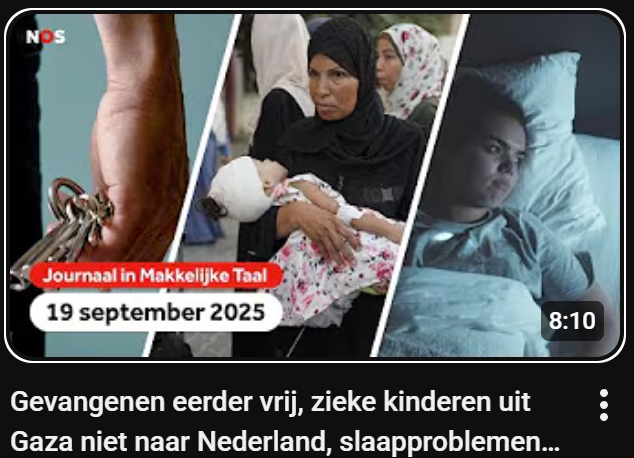 NOS
Journaal in Makkelijke Taal
19 september 2025
8:10
Gevangenen eerder vrij, zieke kinderen uit
Gaza niet naar Nederland, slaapproblemen...